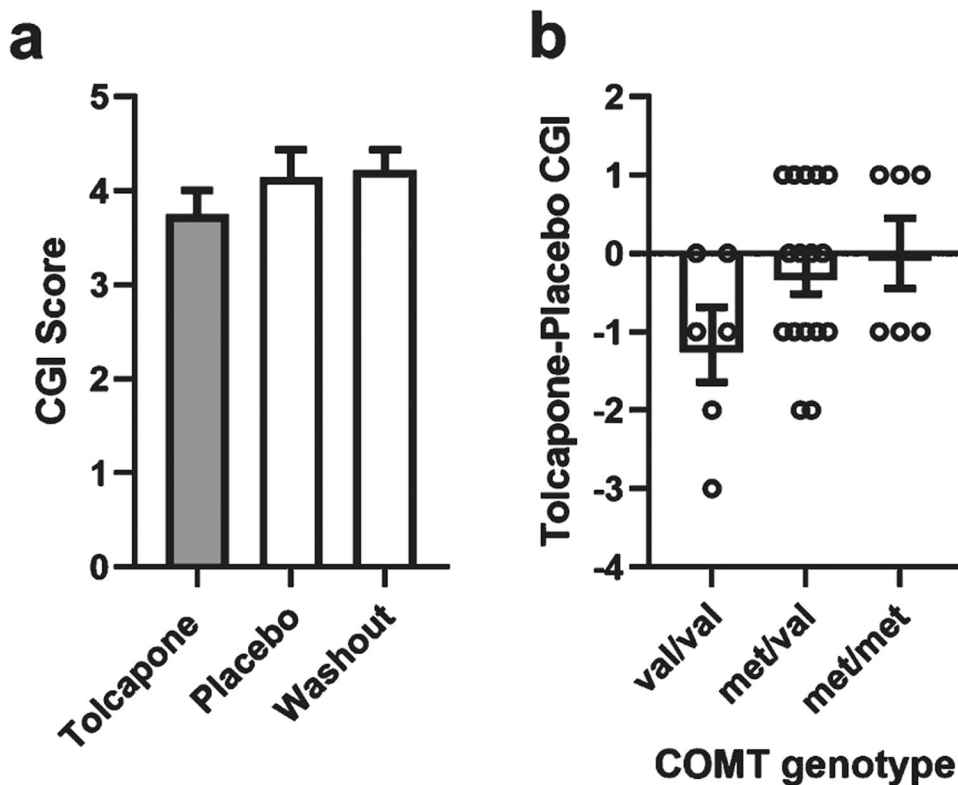 a
CGI Score
5
4
3
2
1
0
Tolcapone
Placebo
Washout
b
Tolcapone-Placebo CGI
2
1
0
-1
-2
-3
-4
val/val
met/val
met/met
COMT genotype